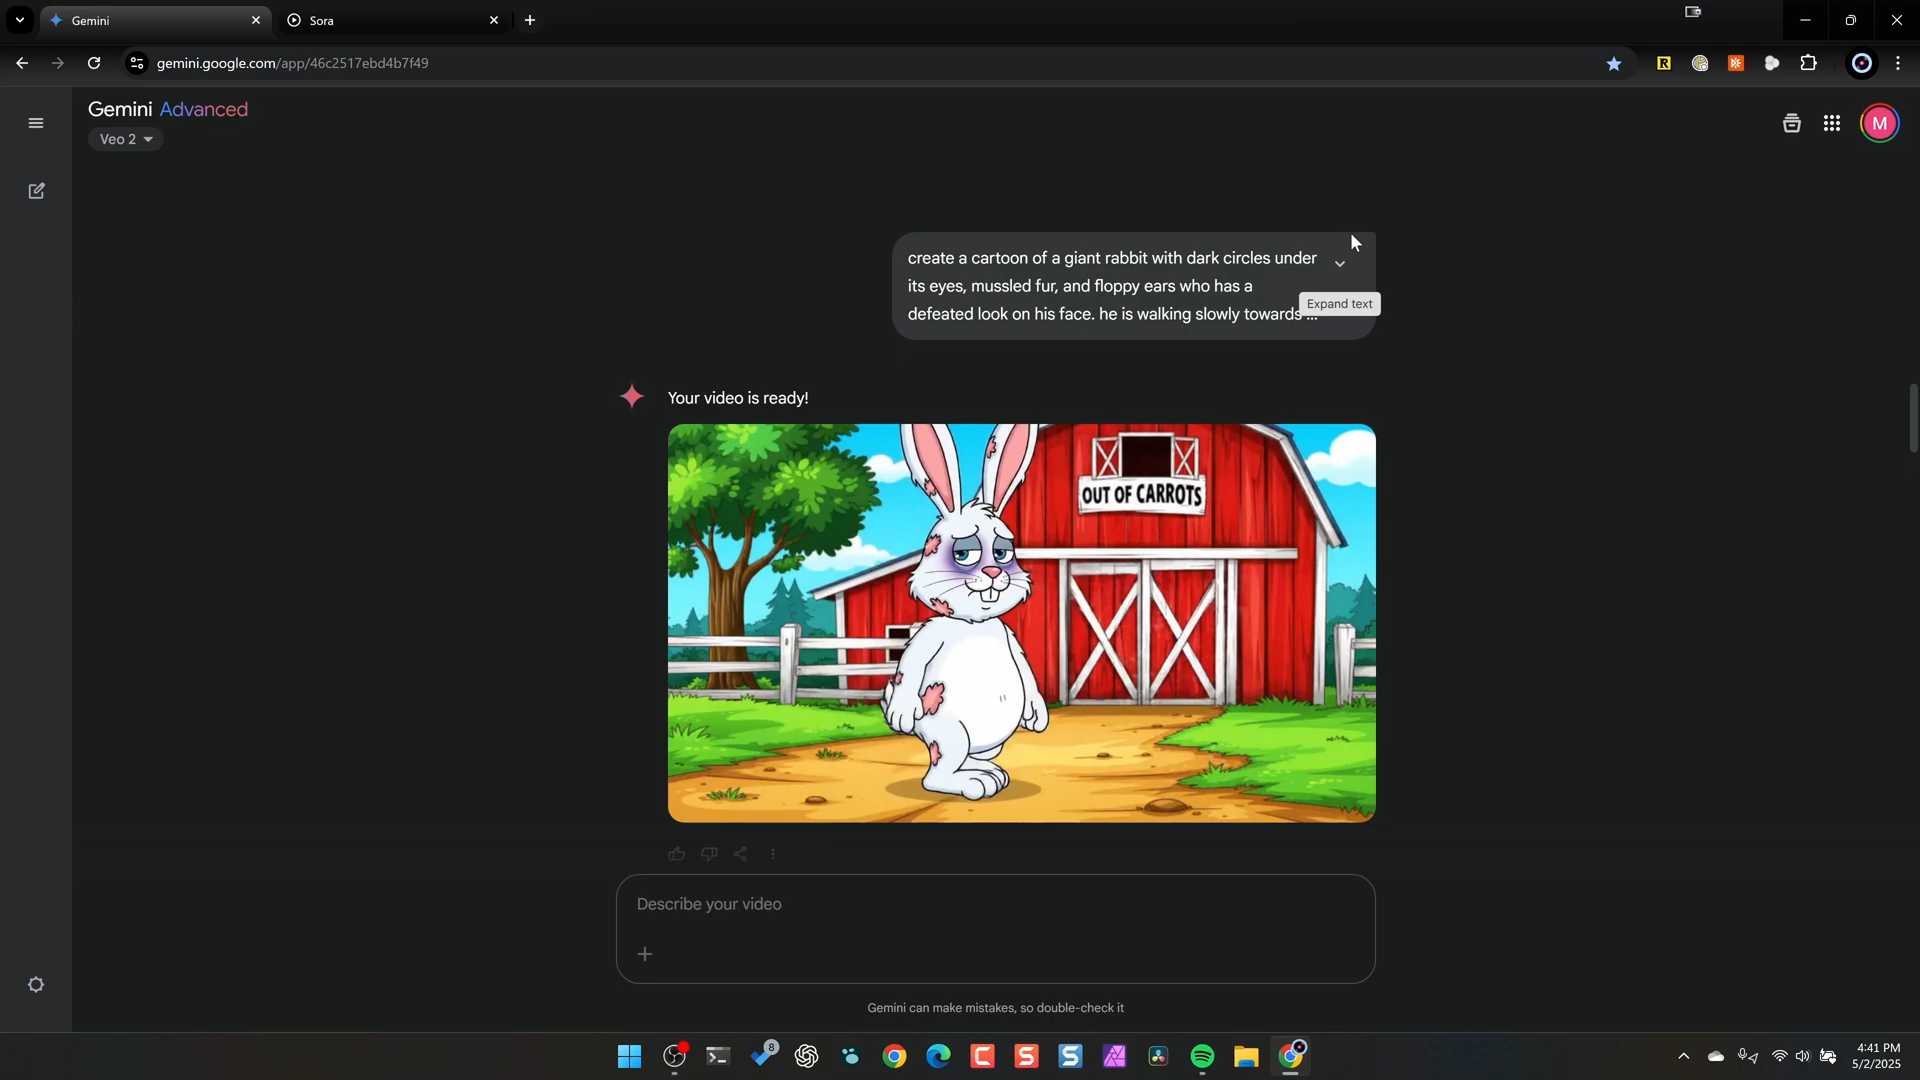 Gemini
Sora
gemini.google.com/app/46c2517ebd4b7f49
Gemini Advanced
Veo 2
M
create a cartoon of a giant rabbit with dark circles under
its eyes, mussled fur, and floppy ears who has a
defeated look on his face. he is walking slowly towards ...
Expand text
Your video is ready!
OUT OF CARROTS
Describe your video
Gemini can make mistakes, so double-check it
8
4:41 PM
5/2/2025